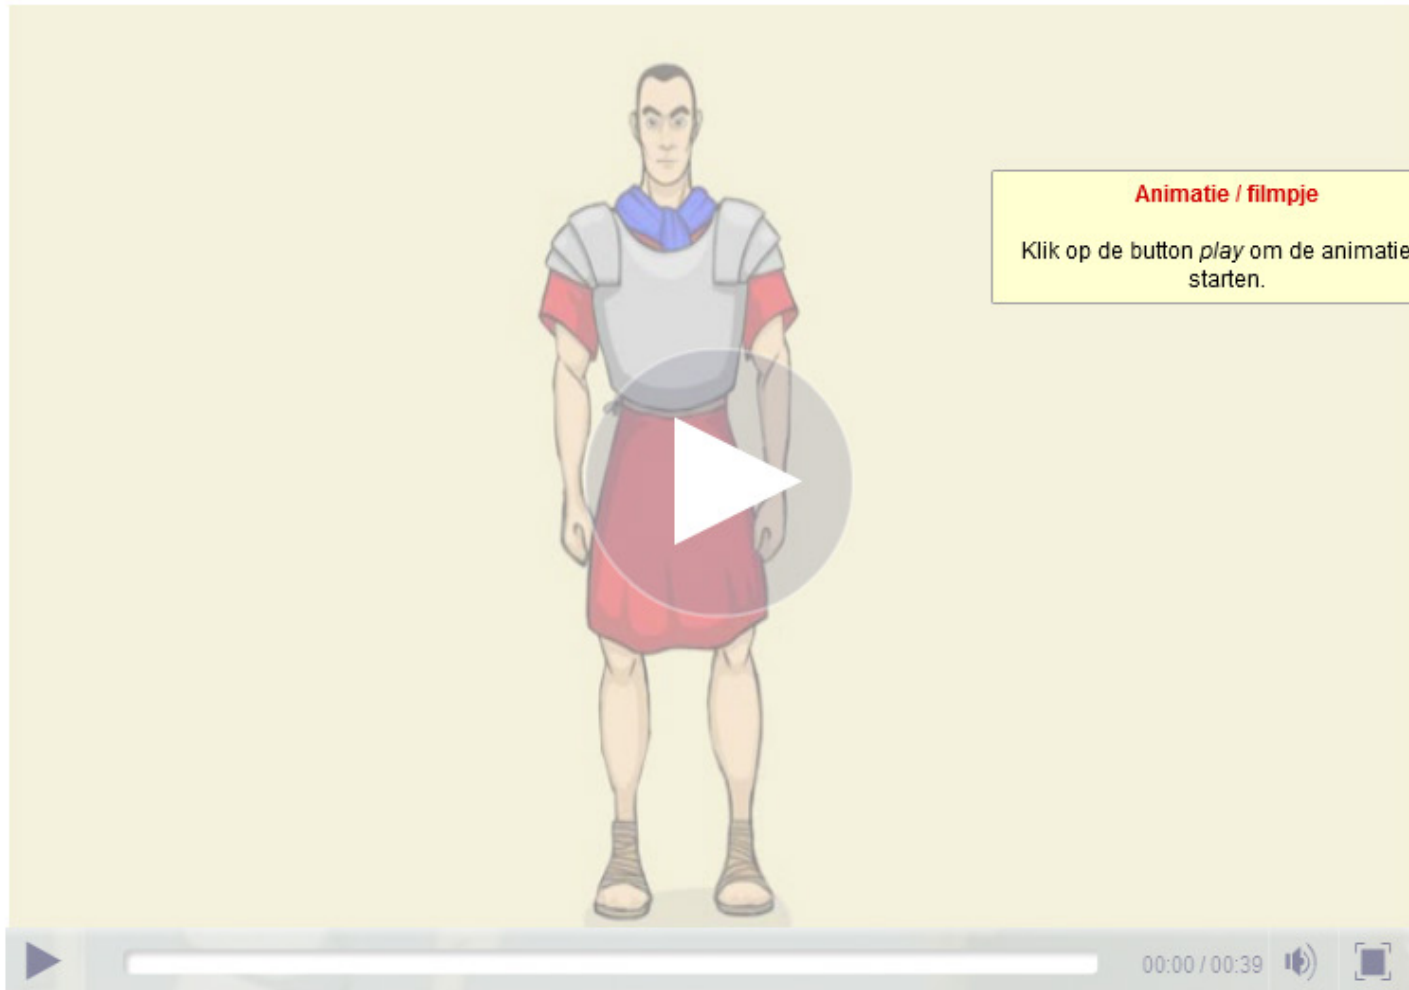 Animatie / filmpje
Klik op de button play om de animatie
starten.
00:00 / 00:39